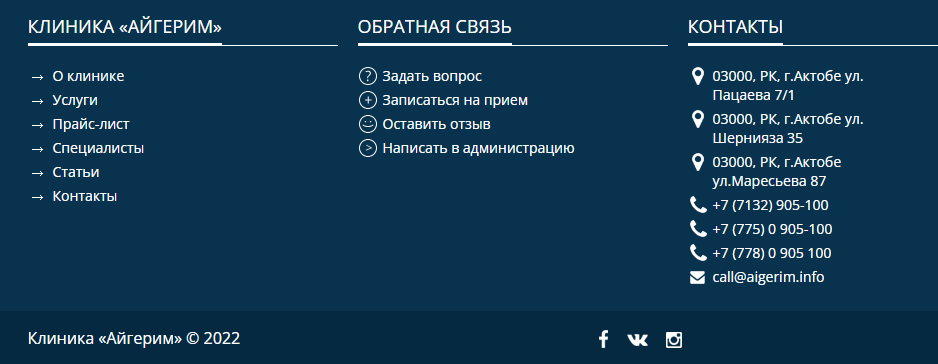 КЛИНИКА «АЙГЕРИМ»
О клинике
Услуги
Прайс-лист
Специалисты
Статьи
Контакты
ОБРАТНАЯ СВЯЗЬ
Задать вопрос
Записаться на прием
Оставить отзыв
Написать в администрацию
КОНТАКТЫ
03000, РК, г.Актобе ул.
Пацаева 7/1
03000, РК, г.Актобе ул.
Шернияза 35
03000, РК, г.Актобе
ул.Маресьева 87
+7 (7132) 905-100
+7 (775) 0 905-100
+7 (778) 0 905 100
call@aigerim.info
Клиника «Айгерим» © 2022